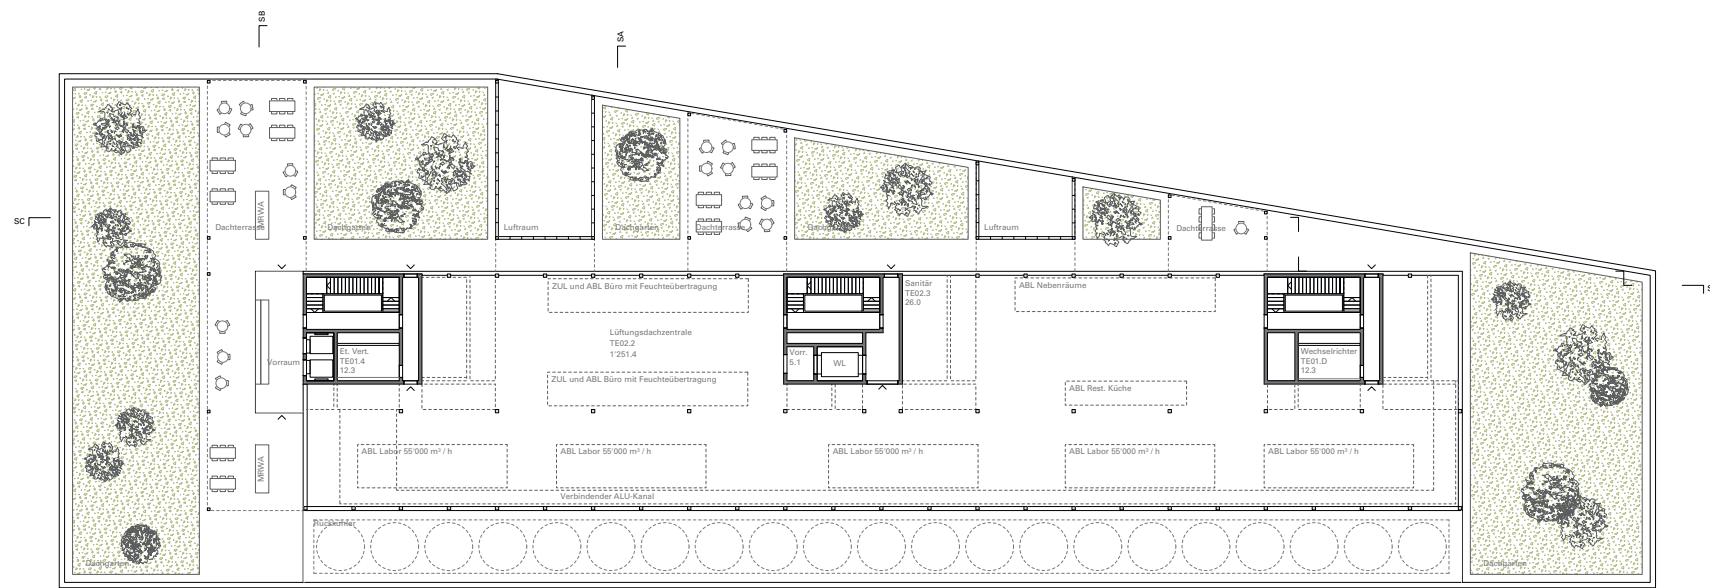 SB
SA
SC
MRWA
Dachterrasse
Dachgarten
Luftraum
Dachgarten
Dachterrasse
Dachgarten
Luftraum
Dachterrasse
ZUL und ABL Büro mit Feuchteübertragung
Sanitär
TE02.3
26.0
ABL Nebenräume
Lüftungsdachzentrale
TE02.2
1'251.4
Vorraum
Et. Vert.
TE01.4
12.3
Vorr.
5.1
WL
Wechselrichter
TE01.D
12.3
ZUL und ABL Büro mit Feuchteübertragung
ABL Rest. Küche
MRWA
ABL Labor 55'000 m³ / h
ABL Labor 55'000 m³ / h
ABL Labor 55'000 m³ / h
ABL Labor 55'000 m³ / h
ABL Labor 55'000 m³ / h
Verbindender ALU-Kanal
Rückkühler
Dachgarten
Dachgarten